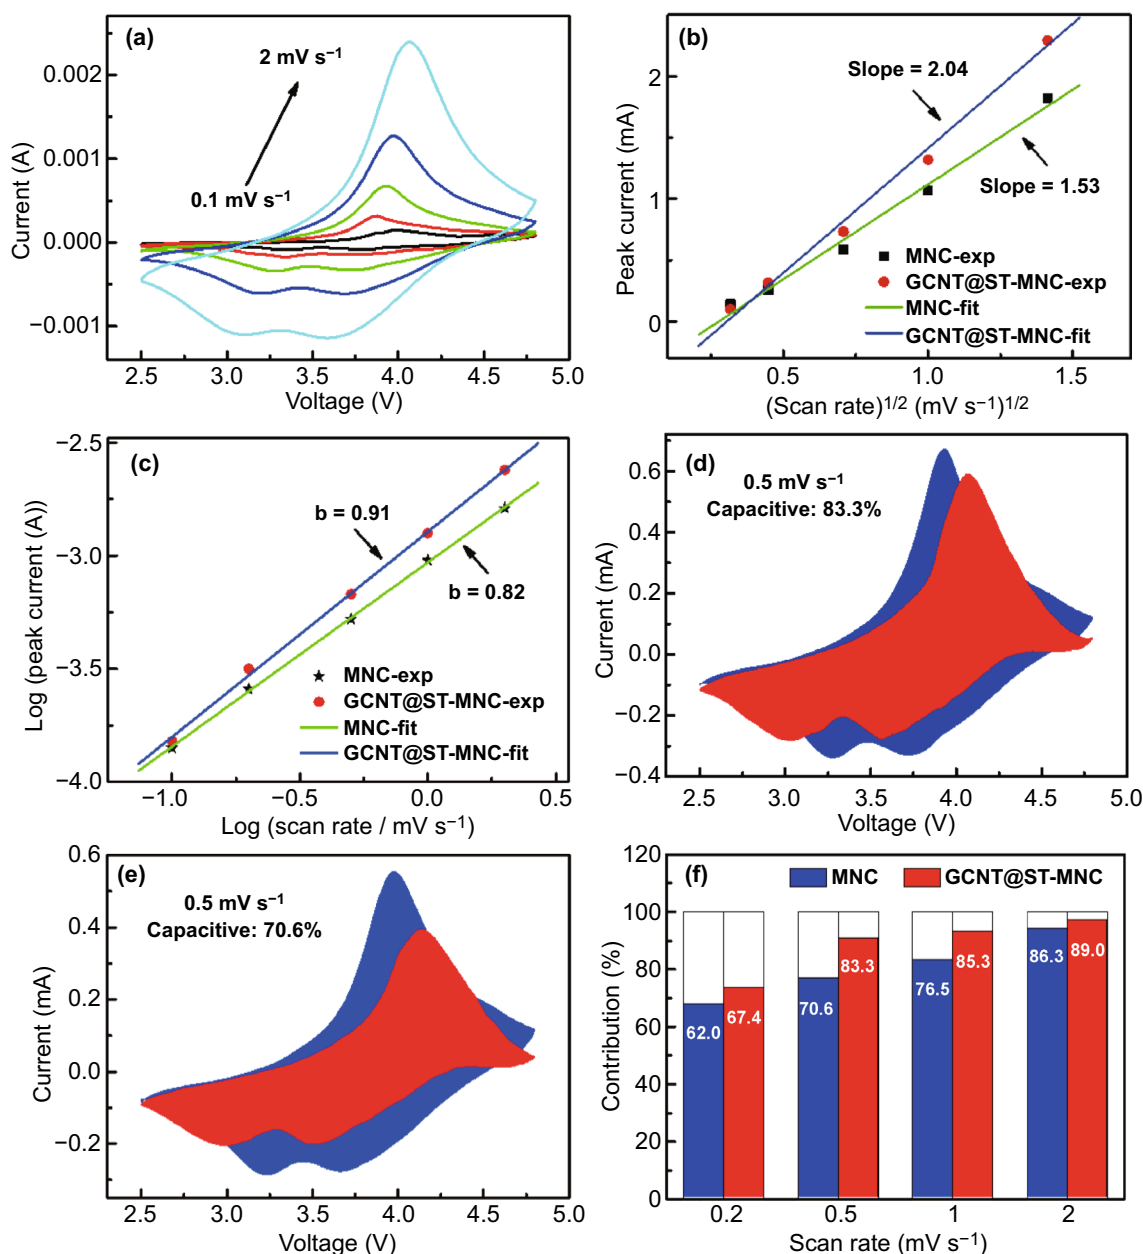 (a)
2 mV s⁻¹
0.1 mV s⁻¹
0.002
0.001
0.000
−0.001
Current (A)
2.5 3.0 3.5 4.0 4.5 5.0
Voltage (V)
(b)
Slope = 2.04
Slope = 1.53
MNC-exp
GCNT@ST-MNC-exp
MNC-fit
GCNT@ST-MNC-fit
2
1
0
Peak current (mA)
0.5 1.0 1.5
(Scan rate)¹/² (mV s⁻¹)¹/²
(c)
b = 0.91
b = 0.82
MNC-exp
GCNT@ST-MNC-exp
MNC-fit
GCNT@ST-MNC-fit
−2.5
−3.0
−3.5
−4.0
Log (peak current (A))
−1.0 −0.5 0.0 0.5
Log (scan rate / mV s⁻¹)
(d)
0.5 mV s⁻¹
Capacitive: 83.3%
0.6
0.4
0.2
0.0
−0.2
−0.4
Current (mA)
2.5 3.0 3.5 4.0 4.5 5.0
Voltage (V)
(e)
0.5 mV s⁻¹
Capacitive: 70.6%
0.6
0.4
0.2
0.0
−0.2
Current (mA)
2.5 3.0 3.5 4.0 4.5 5.0
Voltage (V)
(f)
MNC GCNT@ST-MNC
120
100
80
60
40
20
0
Contribution (%)
62.0 67.4 70.6 83.3 76.5 85.3 86.3 89.0
0.2 0.5 1 2
Scan rate (mV s⁻¹)